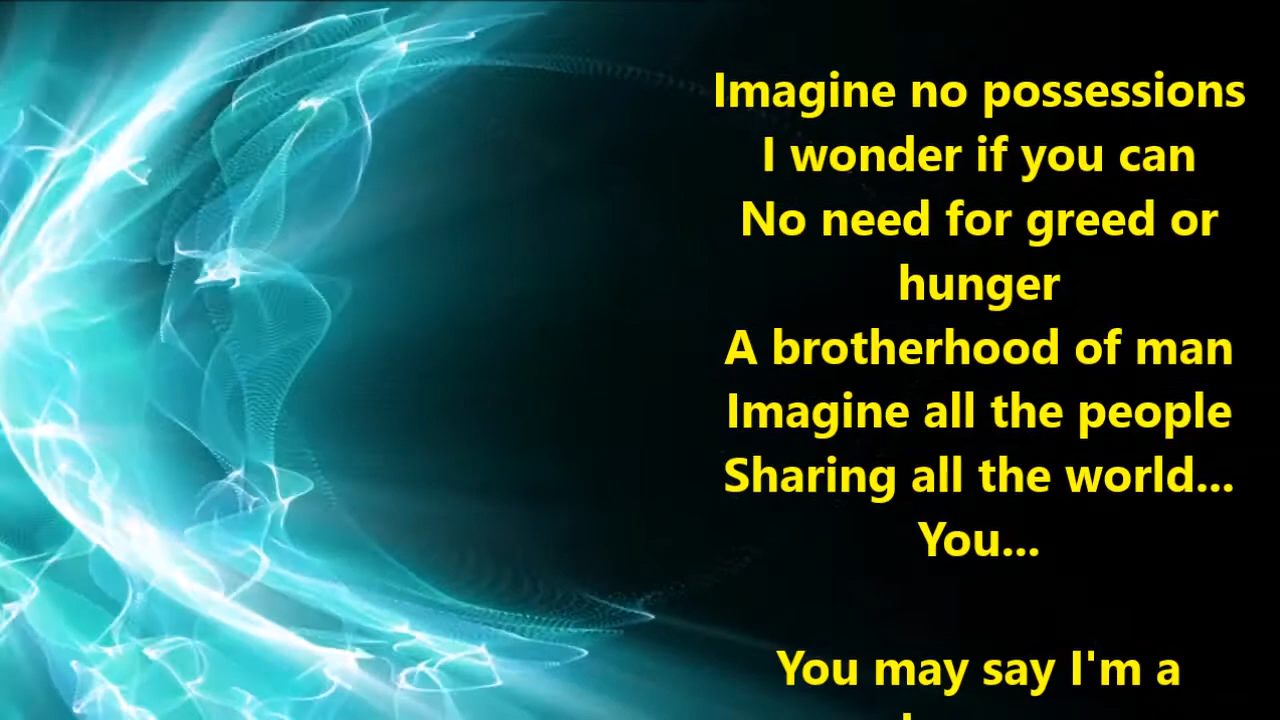 Imagine no possessions
I wonder if you can
No need for greed or
hunger
A brotherhood of man
Imagine all the people
Sharing all the world...
You...
You may say I'm a